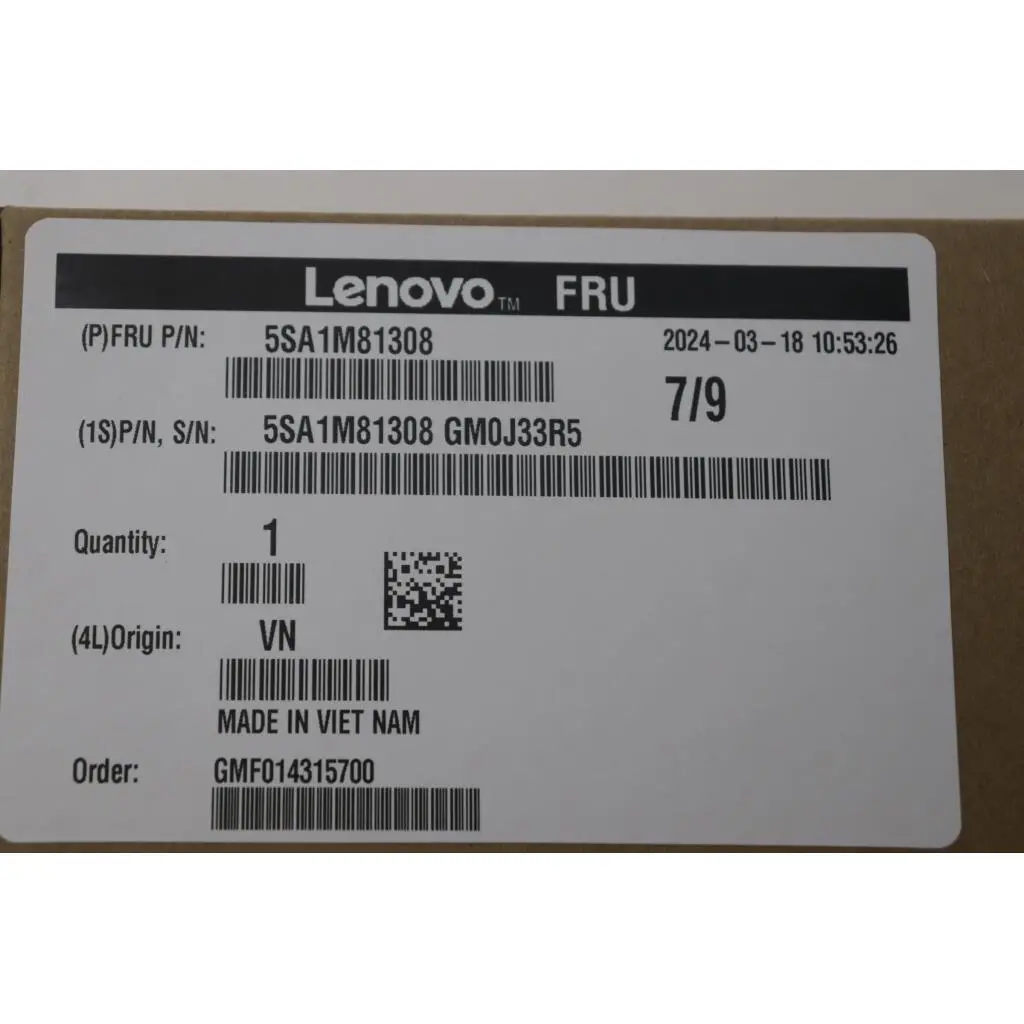 Lenovo™ FRU
(P)FRU P/N: 5SA1M81308 2024-03-18 10:53:26
7/9
(1S)P/N, S/N: 5SA1M81308 GM0J33R5
Quantity: 1
(4L)Origin: VN
MADE IN VIET NAM
Order: GMF014315700